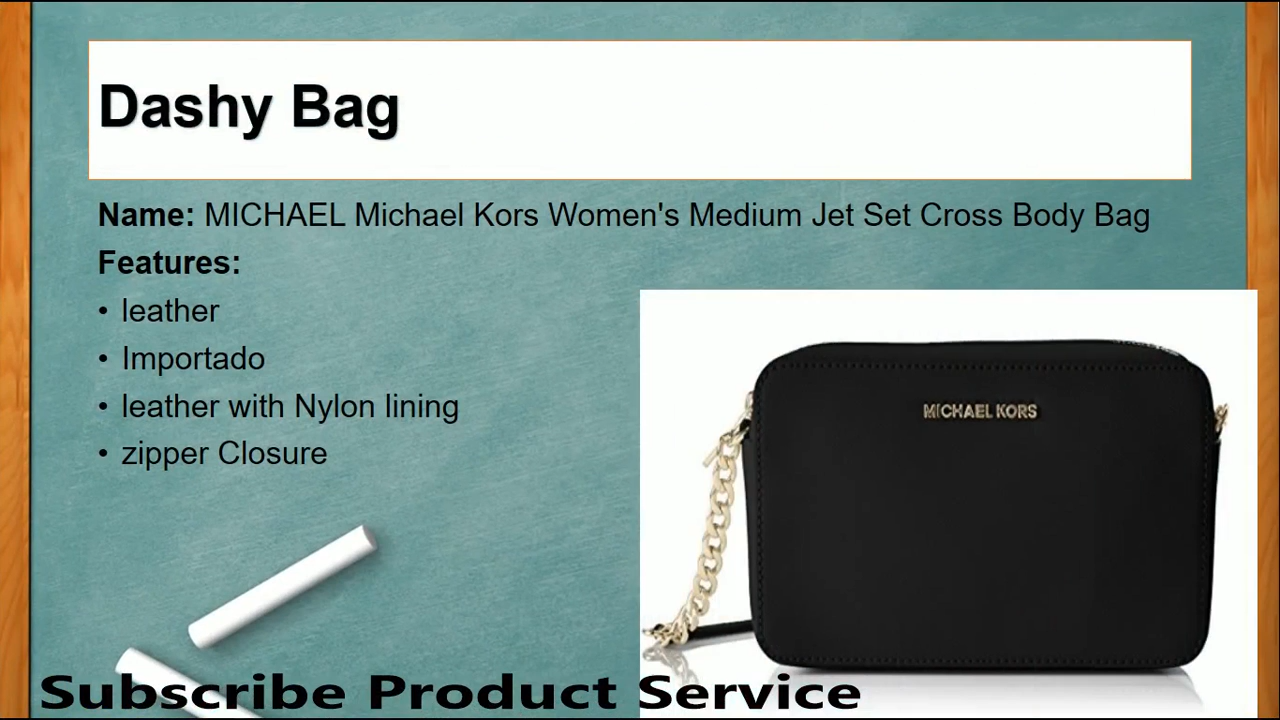 Dashy Bag
Name: MICHAEL Michael Kors Women's Medium Jet Set Cross Body Bag
Features:
• leather
• Importado
• leather with Nylon lining
• zipper Closure
MICHAEL KORS
Subscribe Product Service